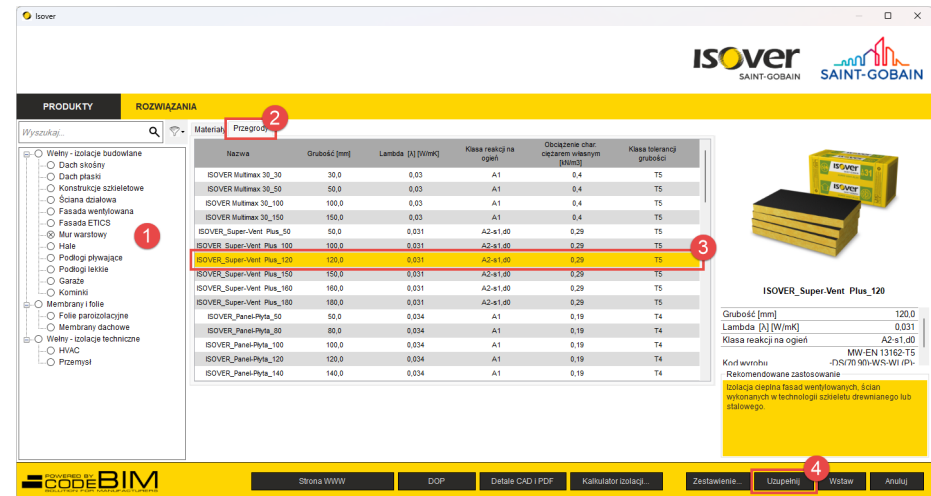 Isover
ISOVER
SAINT-GOBAIN
SAINT-GOBAIN
PRODUKTY ROZWIĄZANIA
Wyszukaj...
Wełny - izolacje budowlane
Dach skośny
Dach płaski
Konstrukcje szkieletowe
Ściana działowa
Fasada wentylowana
Fasada ETICS
Mur warstowy
Hale
Podłogi pływające
Podłogi lekkie
Garaże
Kominki
Membrany i folie
Folie paroizolacyjne
Membrany dachowe
Wełny - izolacje techniczne
HVAC
Przemysł
1
2
Materiały Przegrody
Nazwa Grubość [mm] Lambda [λ] [W/mK] Klasa reakcji na ogień Obciążenie char. ciężarem własnym [kN/m3] Klasa tolerancji grubości
ISOVER Multimax 30_30 30,0 0,03 A1 0,4 T5
ISOVER Multimax 30_50 50,0 0,03 A1 0,4 T5
ISOVER Multimax 30_100 100,0 0,03 A1 0,4 T5
ISOVER Multimax 30_150 150,0 0,03 A1 0,4 T5
ISOVER_Super-Vent Plus_50 50,0 0,031 A2-s1,d0 0,29 T5
ISOVER_Super-Vent Plus_100 100,0 0,031 A2-s1,d0 0,29 T5
ISOVER_Super-Vent Plus_120 120,0 0,031 A2-s1,d0 0,29 T5
ISOVER_Super-Vent Plus_150 150,0 0,031 A2-s1,d0 0,29 T5
ISOVER_Super-Vent Plus_160 160,0 0,031 A2-s1,d0 0,29 T5
ISOVER_Super-Vent Plus_180 180,0 0,031 A2-s1,d0 0,29 T5
ISOVER_Panel-Płyta_50 50,0 0,034 A1 0,19 T4
ISOVER_Panel-Płyta_80 80,0 0,034 A1 0,19 T4
ISOVER_Panel-Płyta_100 100,0 0,034 A1 0,19 T4
ISOVER_Panel-Płyta_120 120,0 0,034 A1 0,19 T4
ISOVER_Panel-Płyta_140 140,0 0,034 A1 0,19 T4
3
isover
isover
ISOVER_Super-Vent Plus_120
Grubość [mm] 120,0
Lambda [λ] [W/mK] 0,031
Klasa reakcji na ogień A2-s1,d0
MW-EN 13162-T5
Kod wyrobu -DS(70,90)-WS-WL(P)-
Rekomendowane zastosowanie
Izolacja cieplna fasad wentylowanych, ścian
wykonanych w technologii szkieletu drewnianego lub
stalowego.
4
POWERED BY
CODEBIM
SOLUTION FOR MANUFACTURERS
Strona WWW DOP Detale CAD i PDF Kalkulator izolacji... Zestawienie... Uzupełnij Wstaw Anuluj